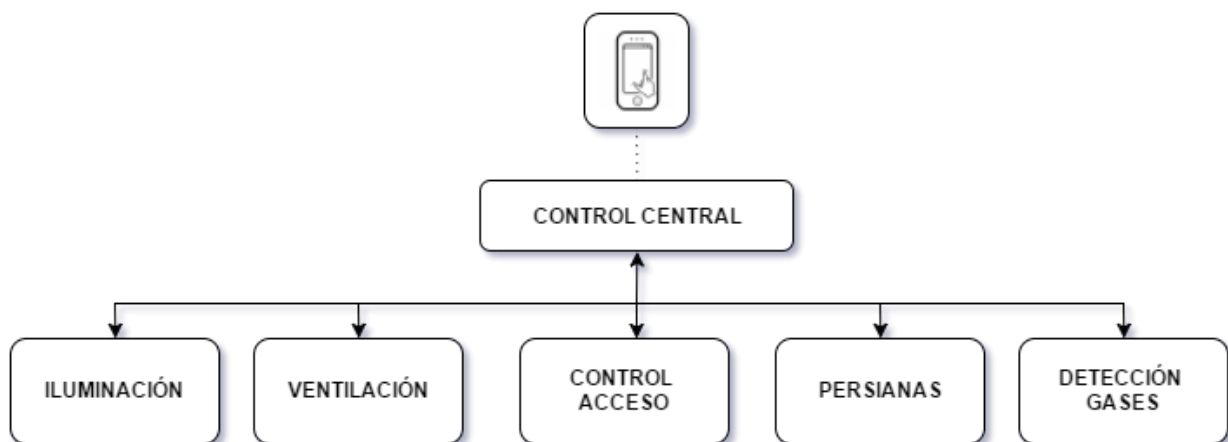 CONTROL CENTRAL
ILUMINACIÓN
VENTILACIÓN
CONTROL
ACCESO
PERSIANAS
DETECCIÓN
GASES